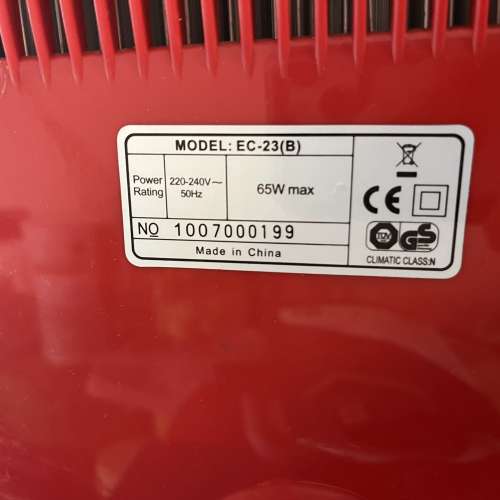 MODEL: EC-23(B)
Power Rating
220-240V~
50Hz
65W max
CE
NO 1007000199
TÜV GS
Made in China
CLIMATIC CLASS:N